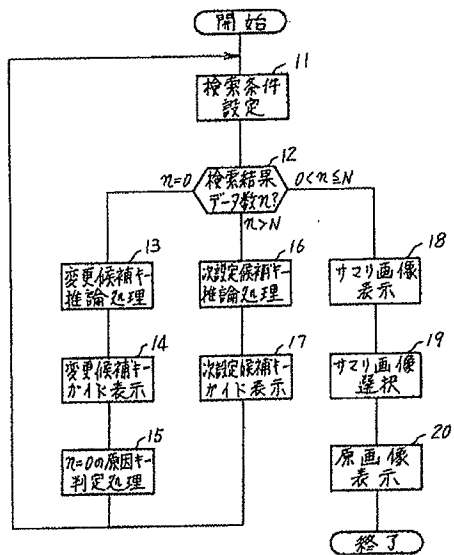 開始
11
検索条件
設定
12
検索結果
データ数n?
n=0
0<n≦N
n>N
13
変更候補キー
推論処理
16
次設定候補キー
推論処理
18
サマリ画像
表示
14
変更候補キー
ガイド表示
17
次設定候補キー
ガイド表示
19
サマリ画像
選択
15
n=0の原因キー
判定処理
20
原画像
表示
終了